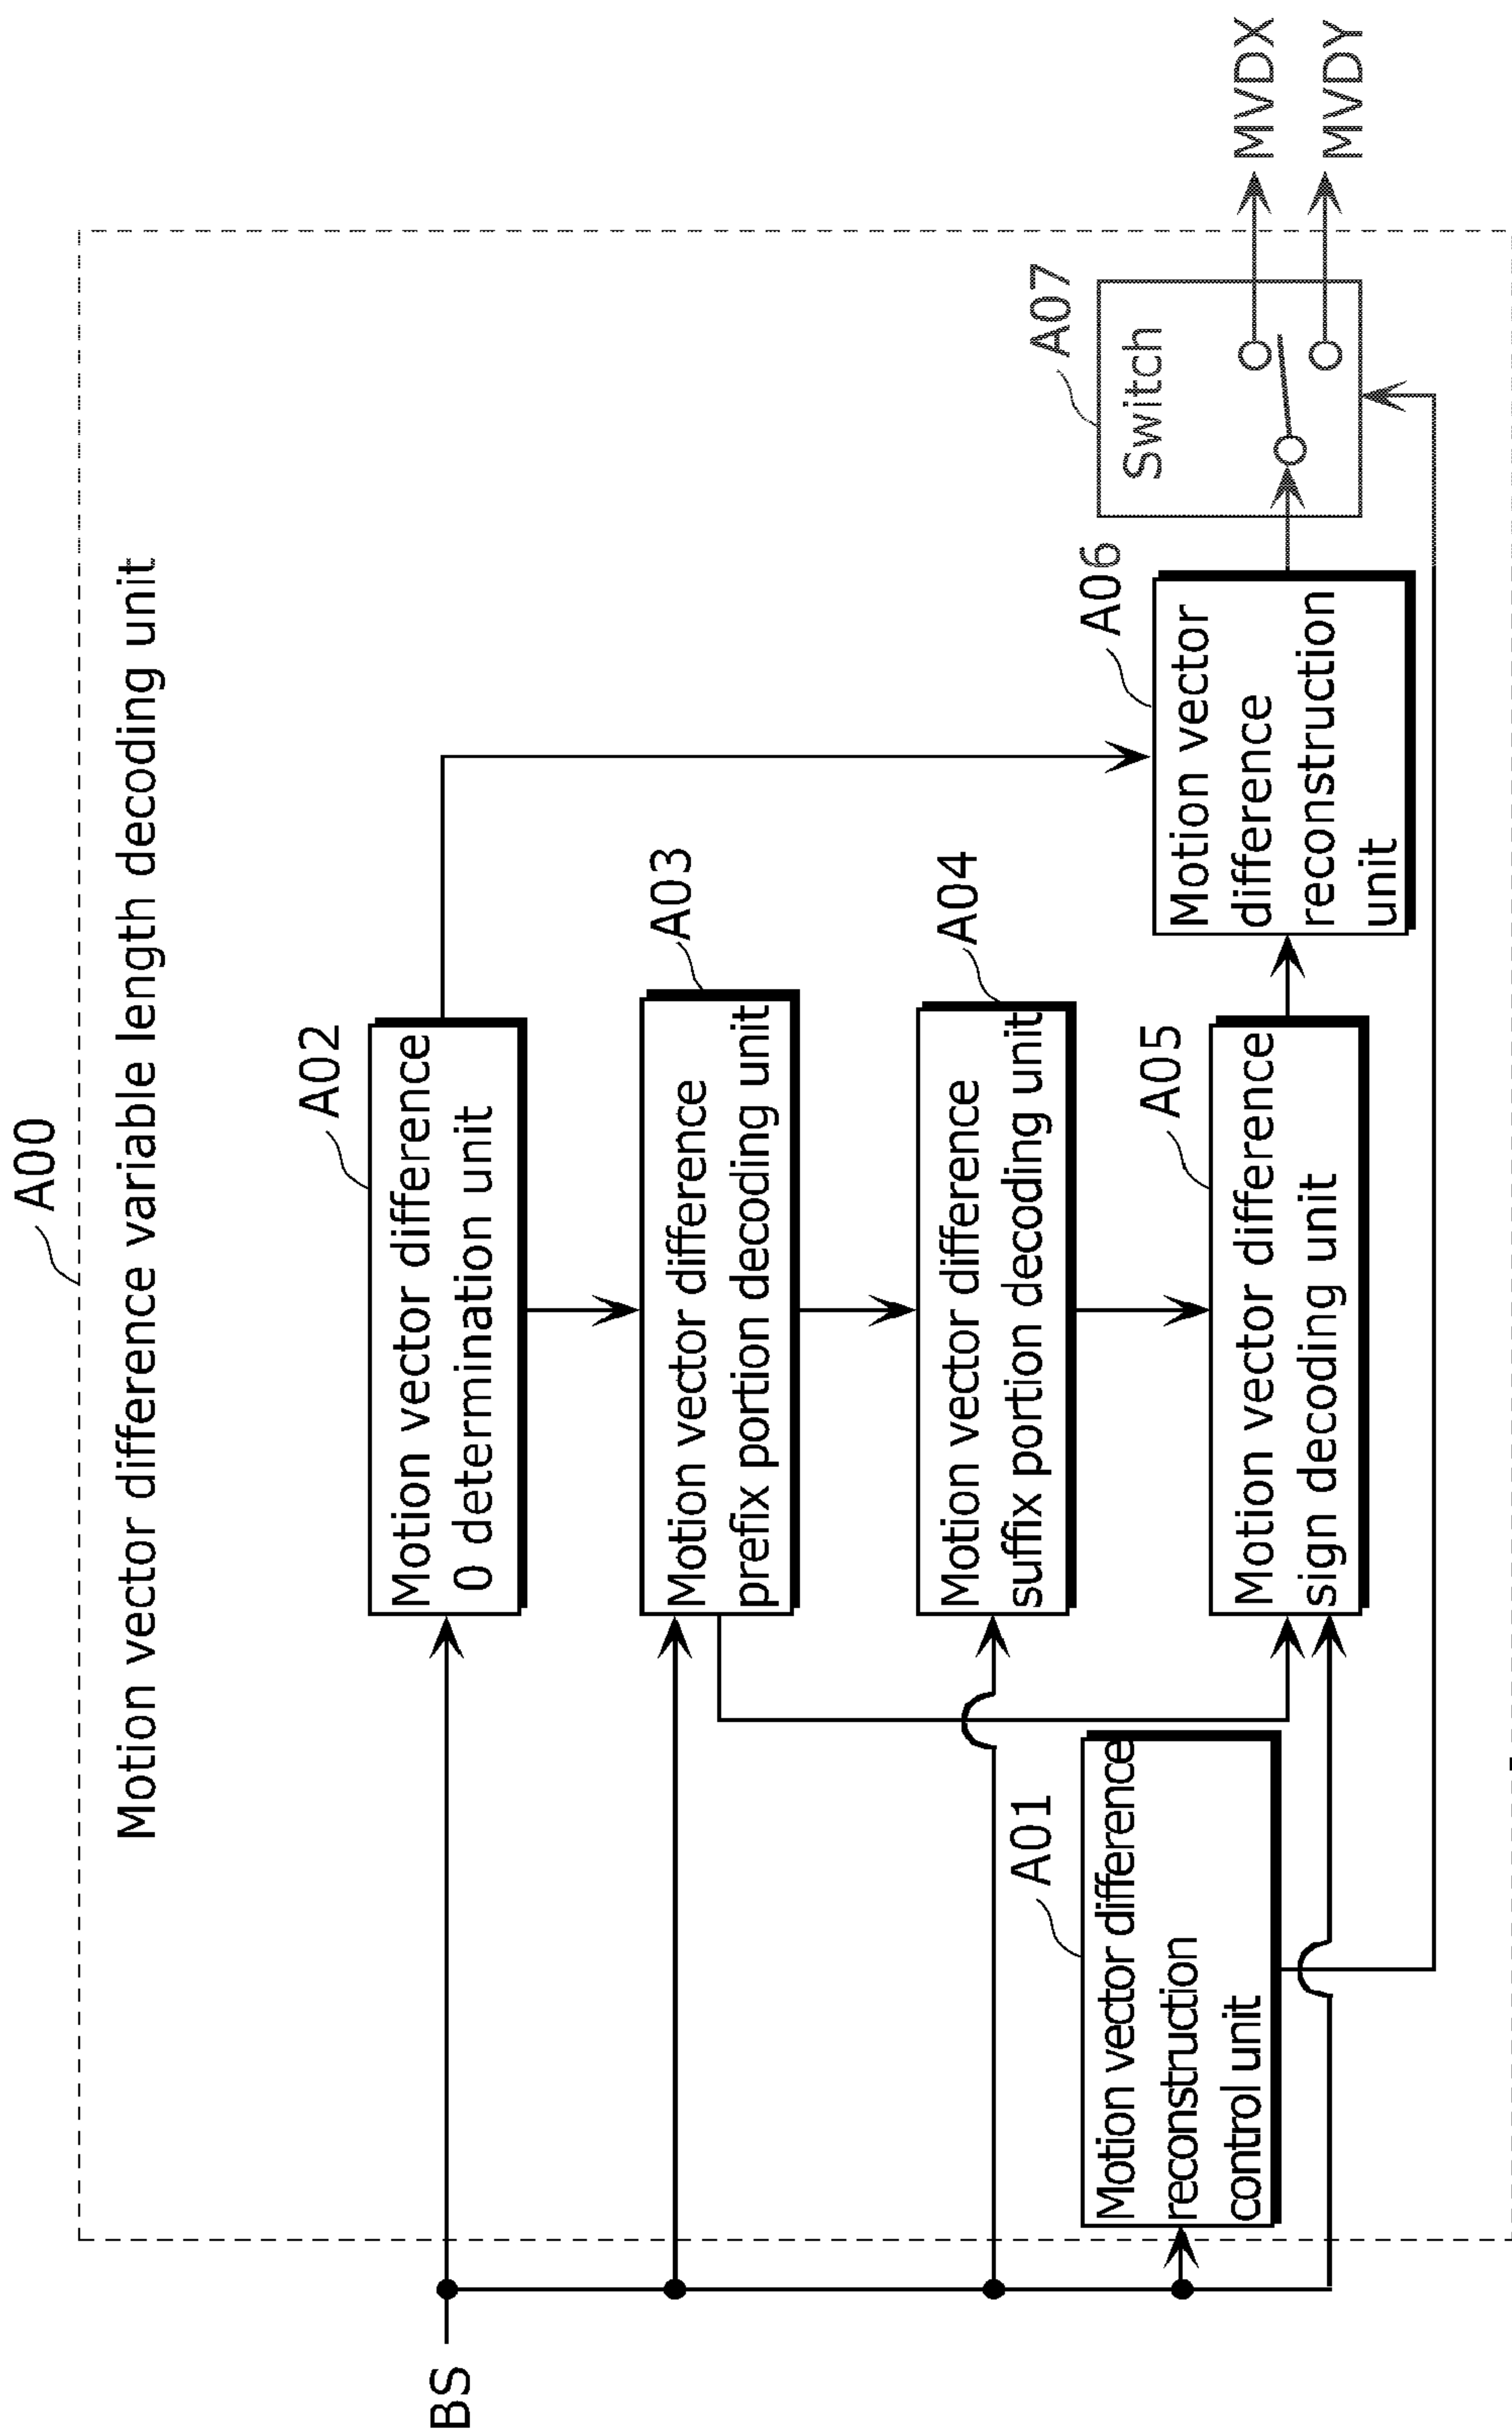 A00
Motion vector difference variable length decoding unit
A02
Motion vector difference
0 determination unit
A03
Motion vector difference
prefix portion decoding unit
A04
Motion vector difference
suffix portion decoding unit
A01
Motion vector difference
reconstruction
control unit
A05
Motion vector difference
sign decoding unit
A06
Motion vector
difference
reconstruction
unit
A07
Switch
BS
MVDX
MVDY